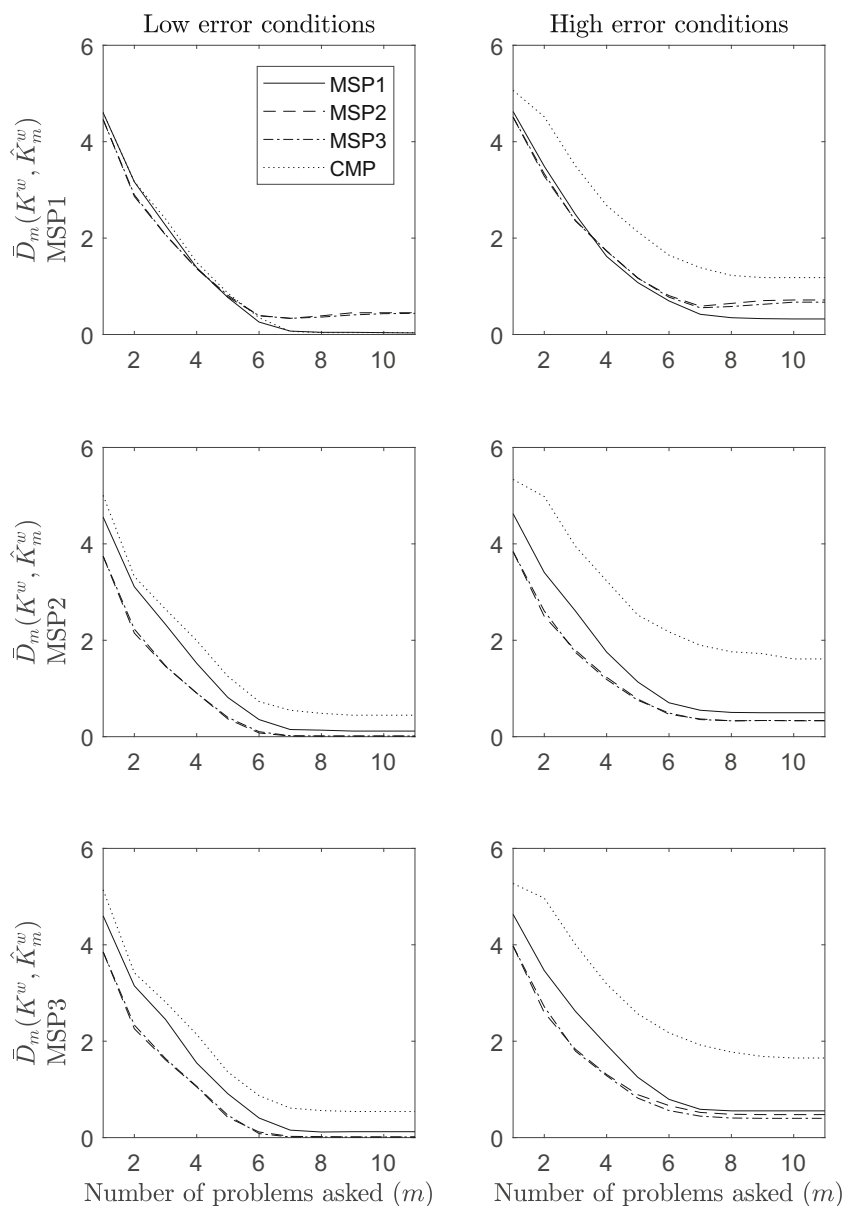 Low error conditions
High error conditions
6
4
2
0
2 4 6 8 10
D̄ₘ(Kʷ, K̂ₘʷ)
MSP1
MSP1
MSP2
MSP3
CMP
6
4
2
0
2 4 6 8 10
6
4
2
0
2 4 6 8 10
D̄ₘ(Kʷ, K̂ₘʷ)
MSP2
6
4
2
0
2 4 6 8 10
6
4
2
0
2 4 6 8 10
D̄ₘ(Kʷ, K̂ₘʷ)
MSP3
Number of problems asked (m)
6
4
2
0
2 4 6 8 10
Number of problems asked (m)